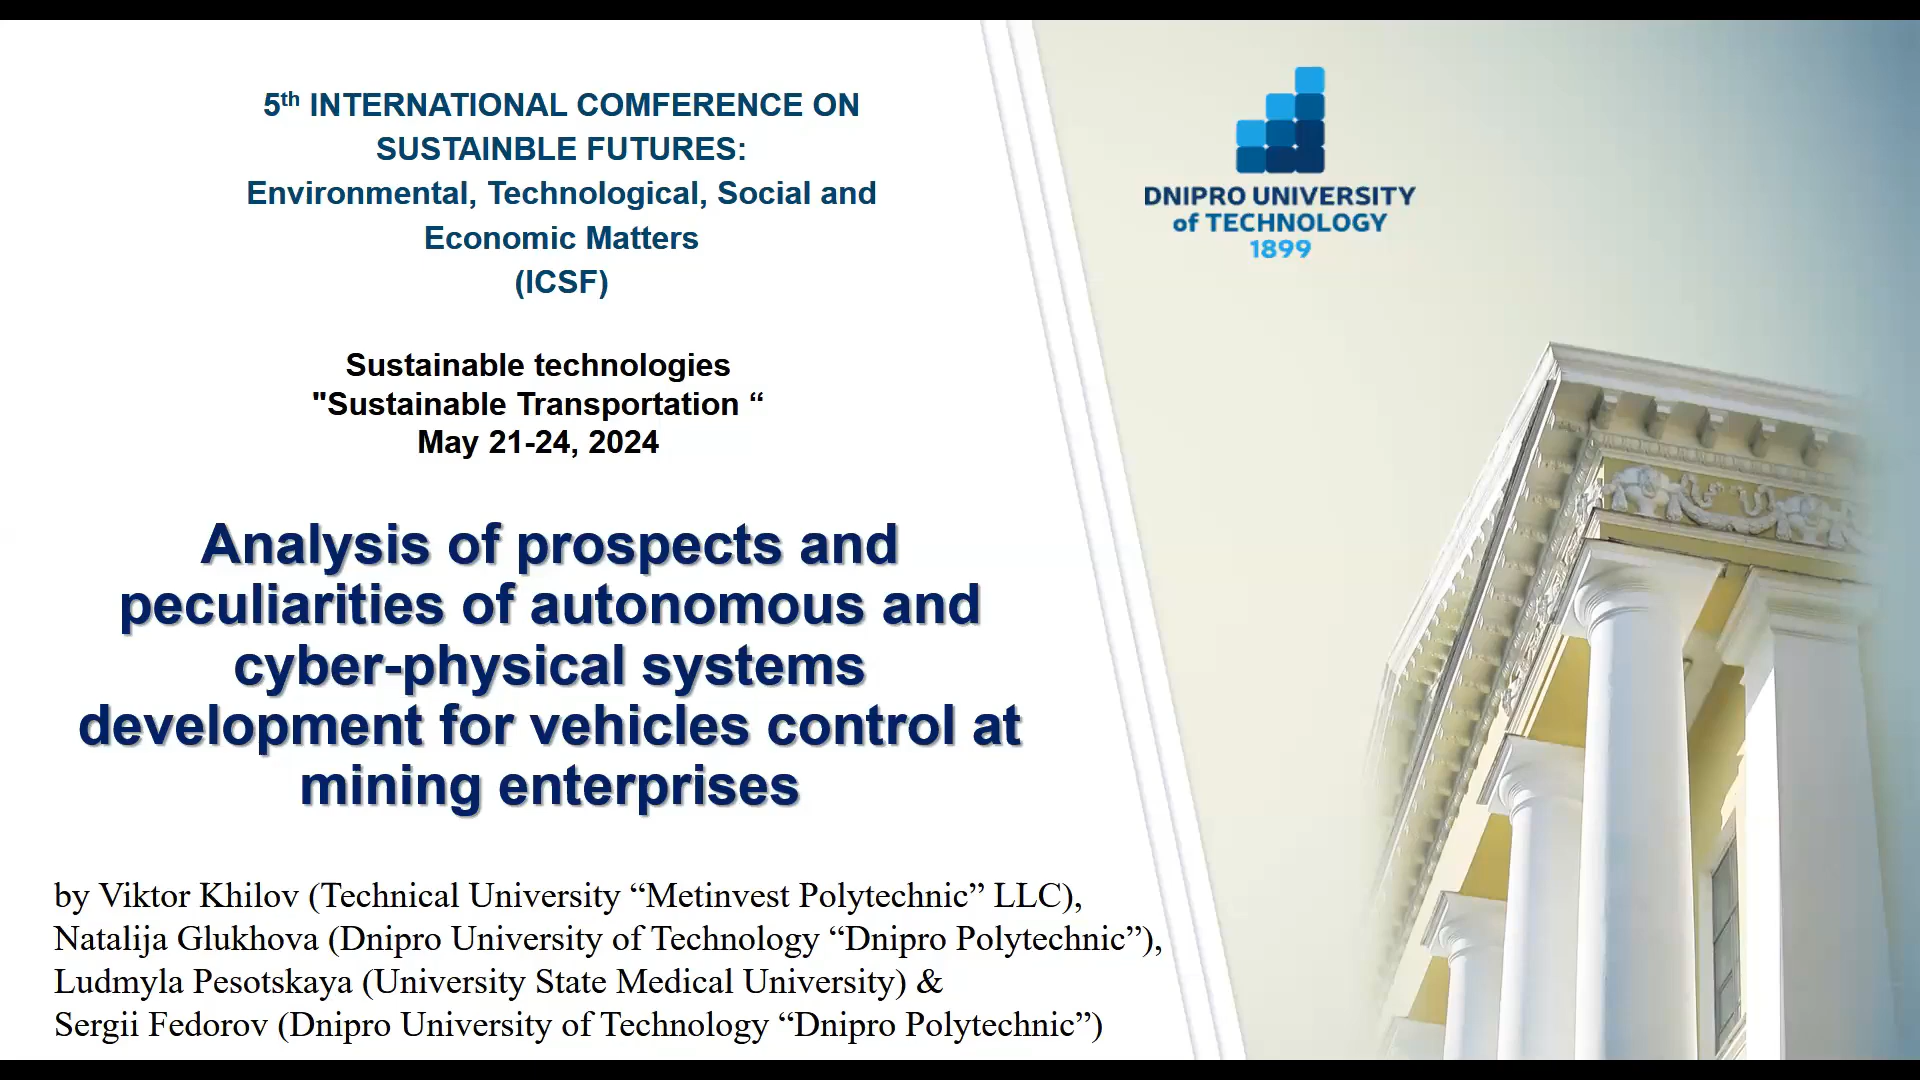 5th INTERNATIONAL COMFERENCE ON
SUSTAINBLE FUTURES:
Environmental, Technological, Social and
Economic Matters
(ICSF)
Sustainable technologies
"Sustainable Transportation “
May 21-24, 2024
Analysis of prospects and
peculiarities of autonomous and
cyber-physical systems
development for vehicles control at
mining enterprises
by Viktor Khilov (Technical University “Metinvest Polytechnic” LLC),
Natalija Glukhova (Dnipro University of Technology “Dnipro Polytechnic”),
Ludmyla Pesotskaya (University State Medical University) &
Sergii Fedorov (Dnipro University of Technology “Dnipro Polytechnic”)
DNIPRO UNIVERSITY
of TECHNOLOGY
1899